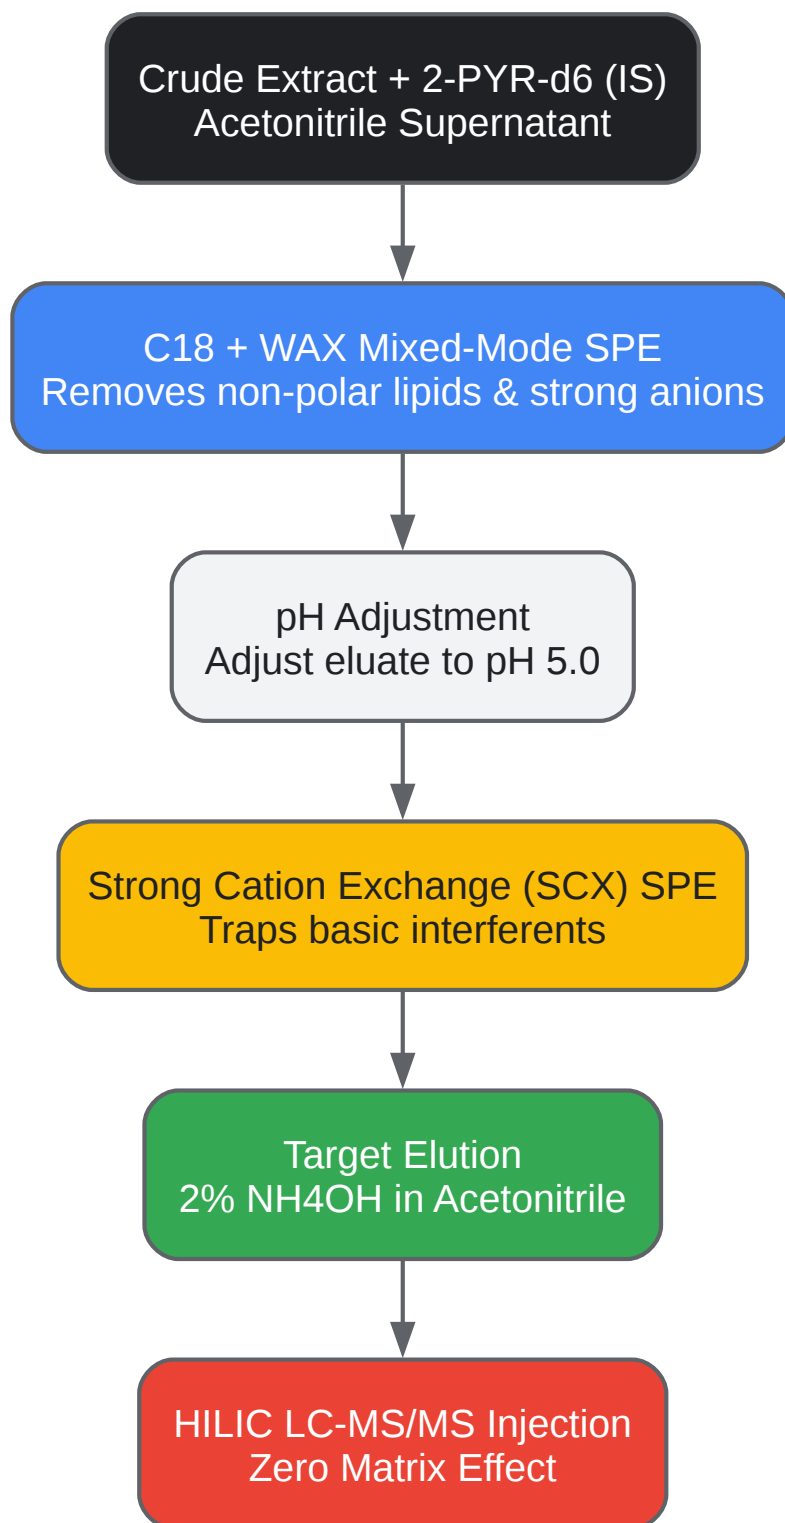 Crude Extract + 2-PYR-d6 (IS)
Acetonitrile Supernatant
C18 + WAX Mixed-Mode SPE
Removes non-polar lipids & strong anions
pH Adjustment
Adjust eluate to pH 5.0
Strong Cation Exchange (SCX) SPE
Traps basic interferents
Target Elution
2% NH4OH in Acetonitrile
HILIC LC-MS/MS Injection
Zero Matrix Effect